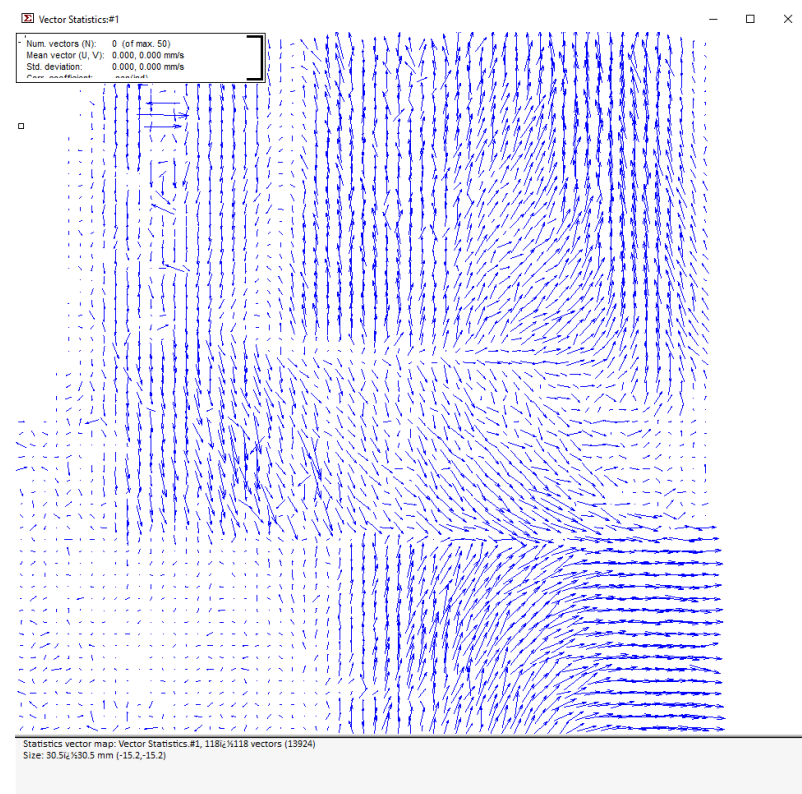 Vector Statistics:#1
Num. vectors (N): 0 (of max. 50)
Mean vector (U, V): 0.000, 0.000 mm/s
Std. deviation: 0.000, 0.000 mm/s
Statistics vector map: Vector Statistics.#1, 118ï¿½118 vectors (13924)
Size: 30.5ï¿½30.5 mm (-15.2,-15.2)